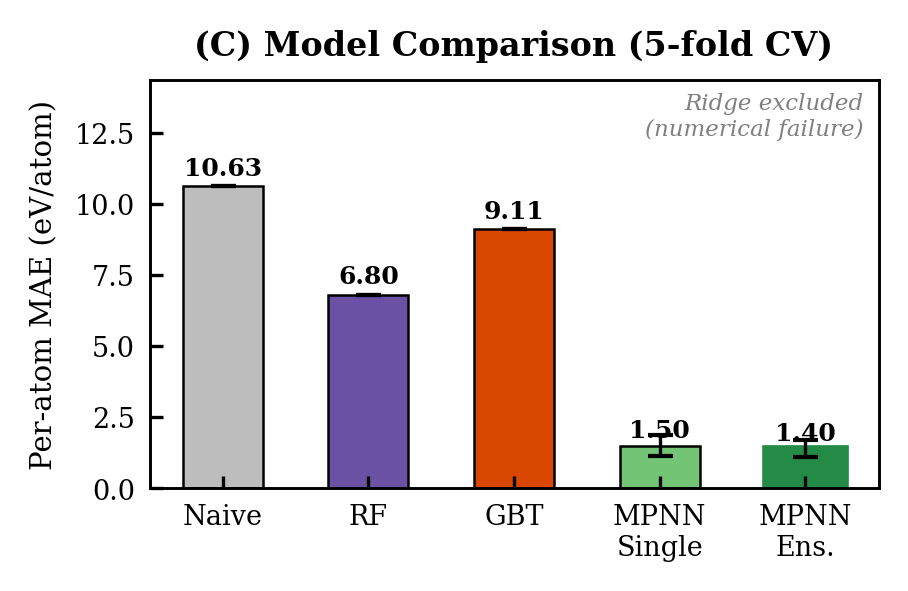 (C) Model Comparison (5-fold CV)
Ridge excluded
(numerical failure)
Per-atom MAE (eV/atom)
12.5
10.0
7.5
5.0
2.5
0.0
10.63
6.80
9.11
1.50
1.40
Naive
RF
GBT
MPNN
Single
MPNN
Ens.